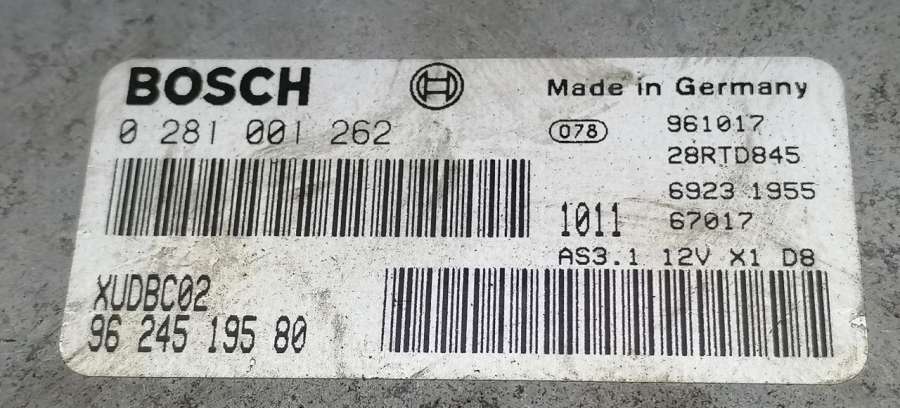 BOSCH
Made in Germany
0 281 001 262
078
961017
28RTD845
6923 1955
1011
67017
AS3.1 12V X1 D8
XUDBC02
96 245 195 80